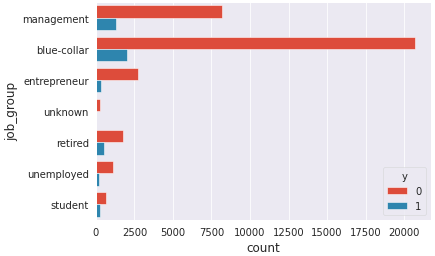 job_group
management
blue-collar
entrepreneur
unknown
retired
unemployed
student
y
0
1
0 2500 5000 7500 10000 12500 15000 17500 20000
count